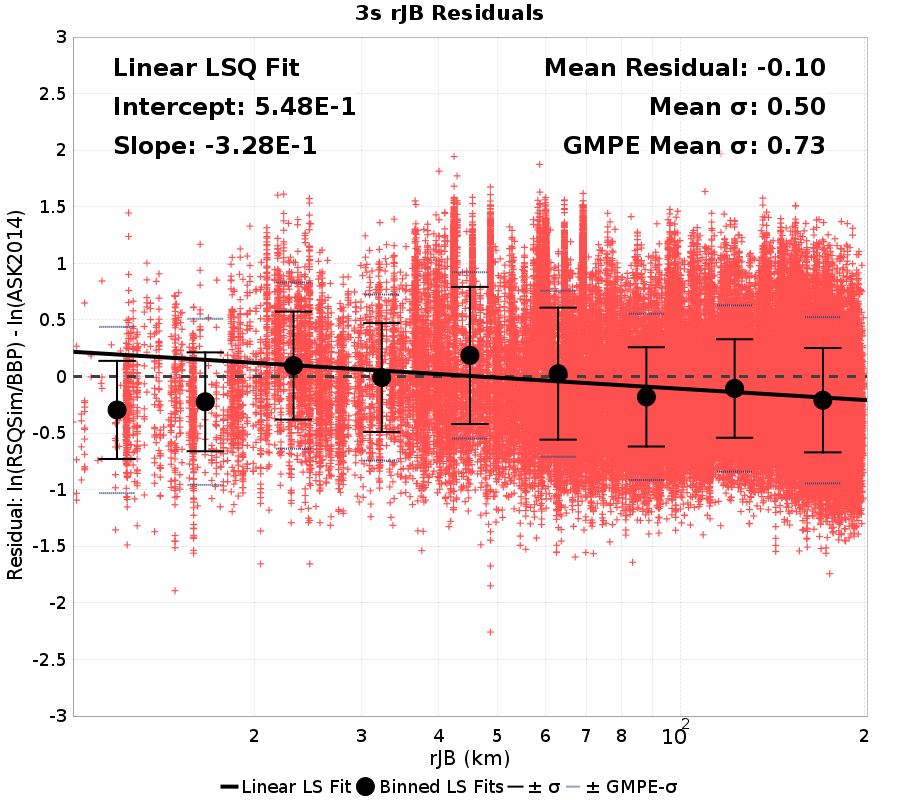 3s rJB Residuals
Linear LSQ Fit
Intercept: 5.48E-1
Slope: -3.28E-1
Mean Residual: -0.10
Mean σ: 0.50
GMPE Mean σ: 0.73
Residual: ln(RSQSim/BBP) - ln(ASK2014)
3
2.5
2
1.5
1
0.5
0
-0.5
-1
-1.5
-2
-2.5
-3
2 3 4 5 6 7 8 10² 2
rJB (km)
Linear LS Fit Binned LS Fits ± σ ± GMPE-σ